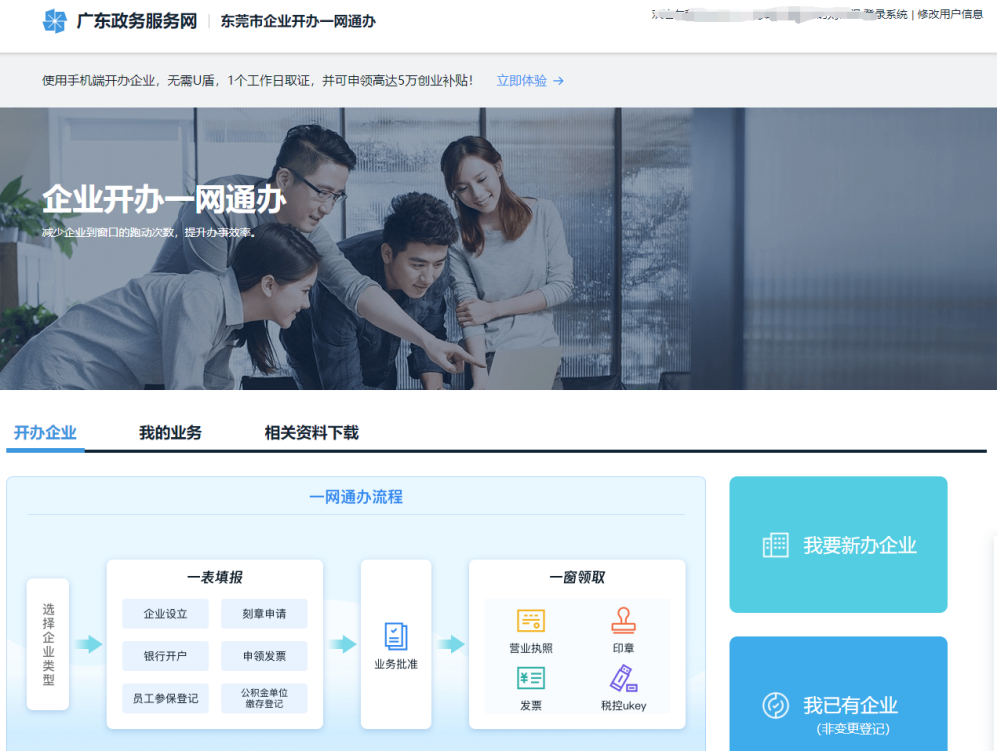 广东政务服务网 东莞市企业开办一网通办
登录系统 | 修改用户信息
使用手机端开办企业，无需U盾，1个工作日取证，并可申领高达5万创业补贴！ 立即体验 →
企业开办一网通办
减少企业到窗口的跑动次数，提升办事效率。
开办企业 我的业务 相关资料下载
一网通办流程
选择企业类型
一表填报
企业设立 刻章申请
银行开户 申领发票
员工参保登记 公积金单位
缴存登记
业务批准
一窗领取
营业执照 印章
发票 税控ukey
我要新办企业
我已有企业
(非变更登记)